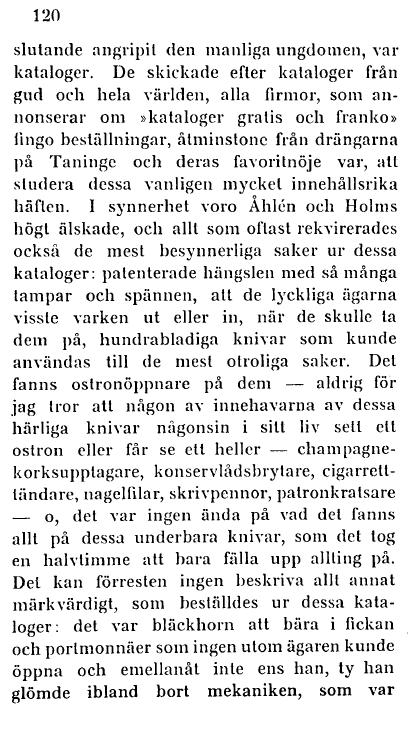 120
slutande angripit den manliga ungdomen, var
kataloger. De skickade efter kataloger från
gud och hela världen, alla firmor, som an-
nonserar om »kataloger gratis och franko»
fingo beställningar, åtminstone från drängarna
på Taninge och deras favoritnöje var, att
studera dessa vanligen mycket innehållsrika
häften. I synnerhet voro Åhlén och Holms
högt älskade, och allt som oftast rekvirerades
också de mest besynnerliga saker ur dessa
kataloger: patenterade hängslen med så många
tampar och spännen, att de lyckliga ägarna
visste varken ut eller in, när de skulle ta
dem på, hundrabladiga knivar som kunde
användas till de mest otroliga saker. Det
fanns ostronöppnare på dem — aldrig för
jag tror att någon av innehavarna av dessa
härliga knivar någonsin i sitt liv sett ett
ostron eller får se ett heller — champagne-
korksupptagare, konservlådsbrytare, cigarrett-
tändare, nagelfilar, skrivpennor, patronkratsare
— o, det var ingen ända på vad det fanns
allt på dessa underbara knivar, som det tog
en halvtimme att bara fälla upp allting på.
Det kan förresten ingen beskriva allt annat
märkvärdigt, som beställdes ur dessa kata-
loger: det var bläckhorn att bära i fickan
och portmonnäer som ingen utom ägaren kunde
öppna och emellanåt inte ens han, ty han
glömde ibland bort mekaniken, som var